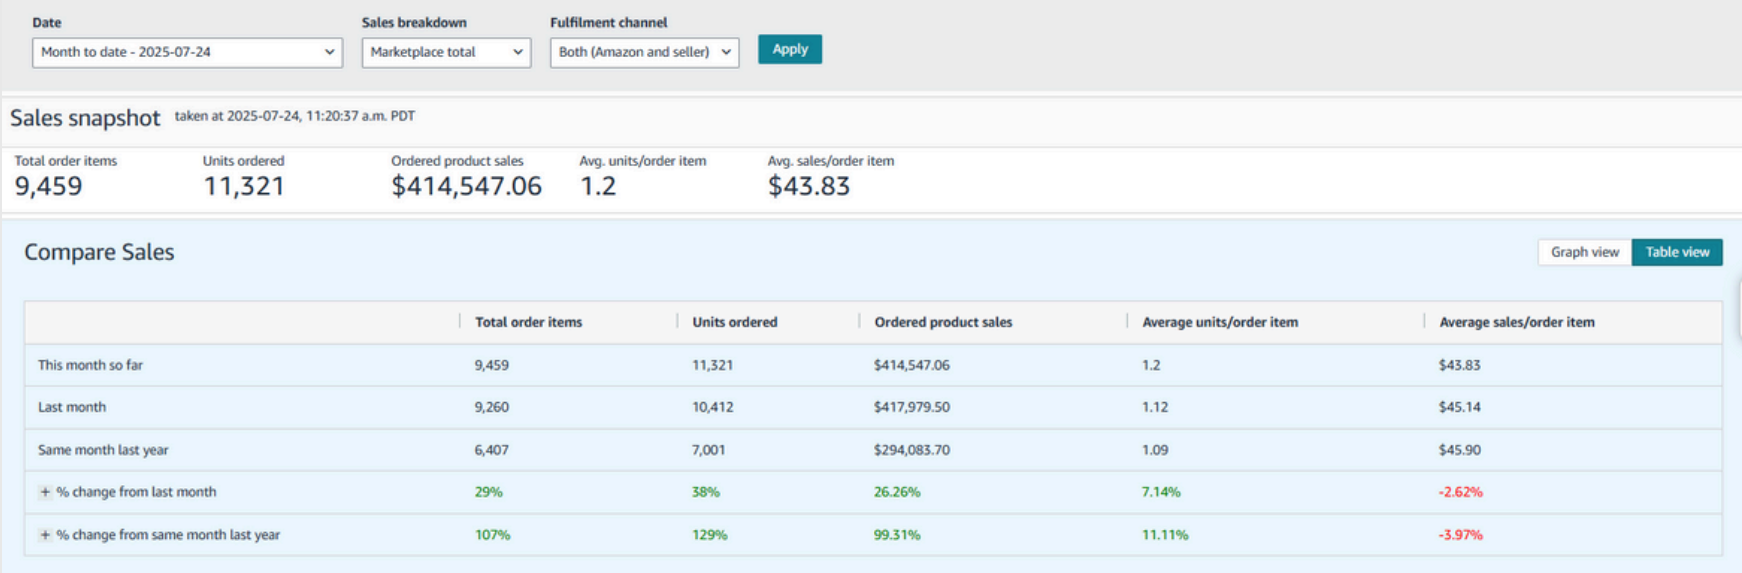 Date Sales breakdown Fulfilment channel
Month to date - 2025-07-24 Marketplace total Both (Amazon and seller) Apply
Sales snapshot taken at 2025-07-24, 11:20:37 a.m. PDT
Total order items Units ordered Ordered product sales Avg. units/order item Avg. sales/order item
9,459 11,321 $414,547.06 1.2 $43.83
Compare Sales Graph view Table view
Total order items Units ordered Ordered product sales Average units/order item Average sales/order item
This month so far 9,459 11,321 $414,547.06 1.2 $43.83
Last month 9,260 10,412 $417,979.50 1.12 $45.14
Same month last year 6,407 7,001 $294,083.70 1.09 $45.90
+ % change from last month 29% 38% 26.26% 7.14% -2.62%
+ % change from same month last year 107% 129% 99.31% 11.11% -3.97%